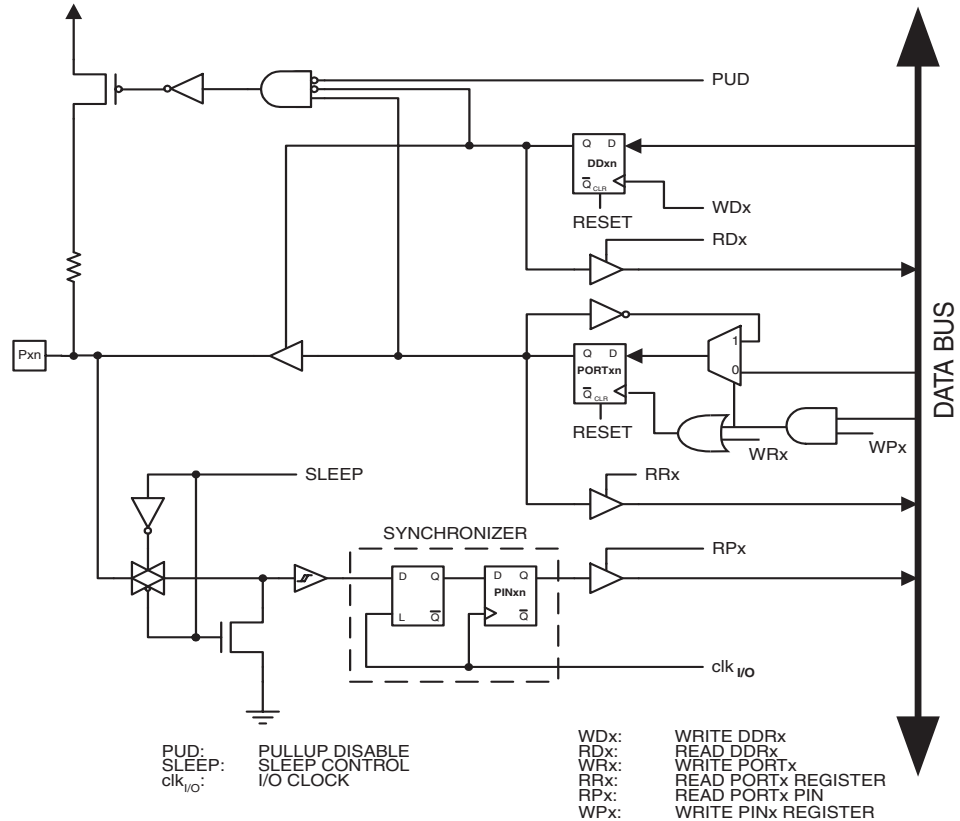 PUD
Q D
DDxn
Q CLR
WDx
RESET
RDx
1
Pxn
Q D
0
PORTxn
Q CLR
DATA BUS
RESET
WRx
WPx
SLEEP
RRx
SYNCHRONIZER
RPx
D Q
D Q
PINxn
L Q
Q
clk I/O
PUD: PULLUP DISABLE
SLEEP: SLEEP CONTROL
clkI/O: I/O CLOCK
WDx: WRITE DDRx
RDx: READ DDRx
WRx: WRITE PORTx
RRx: READ PORTx REGISTER
RPx: READ PORTx PIN
WPx: WRITE PINx REGISTER